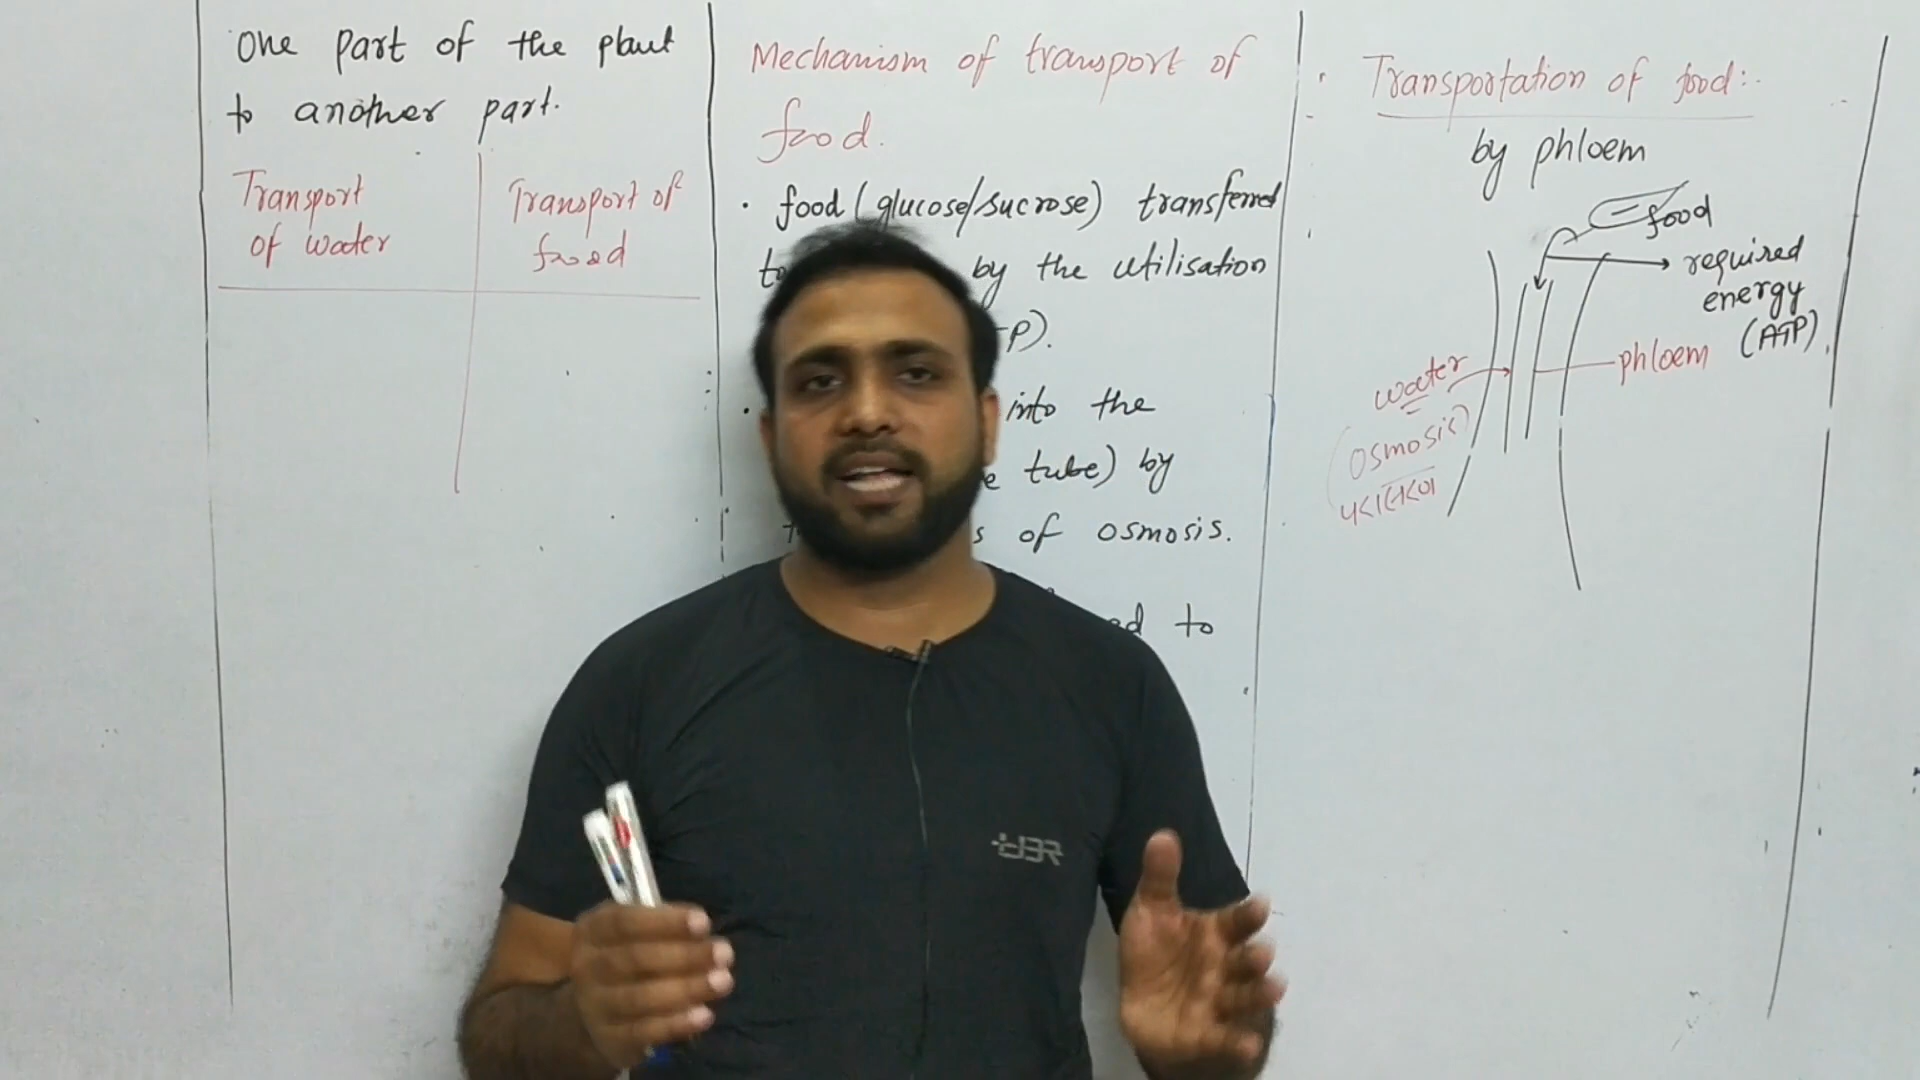 One part of the plant
to another part.
Transport
of water
Transport of
food
Mechanism of transport of
food.
• food (glucose/sucrose) transferred
by the utilisation
P).
• into the
tube) by
s of osmosis.
to
Transportation of food:-
by phloem
food
required
energy
(ATP)
phloem
water
(osmosis)